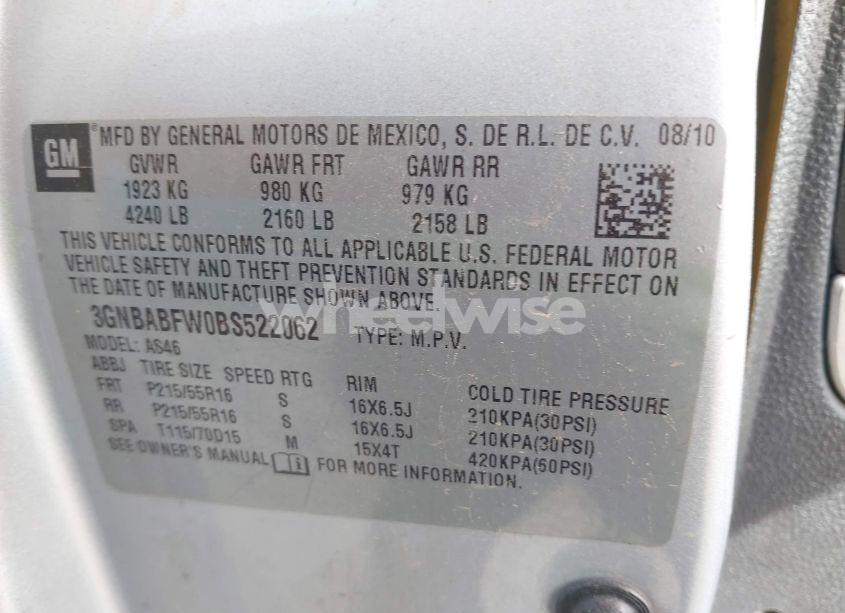 GM
® MFD BY GENERAL MOTORS DE MEXICO, S. DE R.L. DE C.V. 08/10
GVWR GAWR FRT GAWR RR
1923 KG 980 KG 979 KG
4240 LB 2160 LB 2158 LB
THIS VEHICLE CONFORMS TO ALL APPLICABLE U.S. FEDERAL MOTOR
VEHICLE SAFETY AND THEFT PREVENTION STANDARDS IN EFFECT ON
THE DATE OF MANUFACTURE SHOWN ABOVE.
wheelwise
3GNBABFW0BS522062 TYPE: M.P.V.
MODEL: AS46
ABBJ TIRE SIZE SPEED RTG RIM COLD TIRE PRESSURE
FRT P215/55R16 S 16X6.5J 210KPA(30PSI)
RR P215/55R16 S 16X6.5J 210KPA(30PSI)
SPA T115/70D15 M 15X4T 420KPA(60PSI)
SEE OWNER'S MANUAL i FOR MORE INFORMATION.